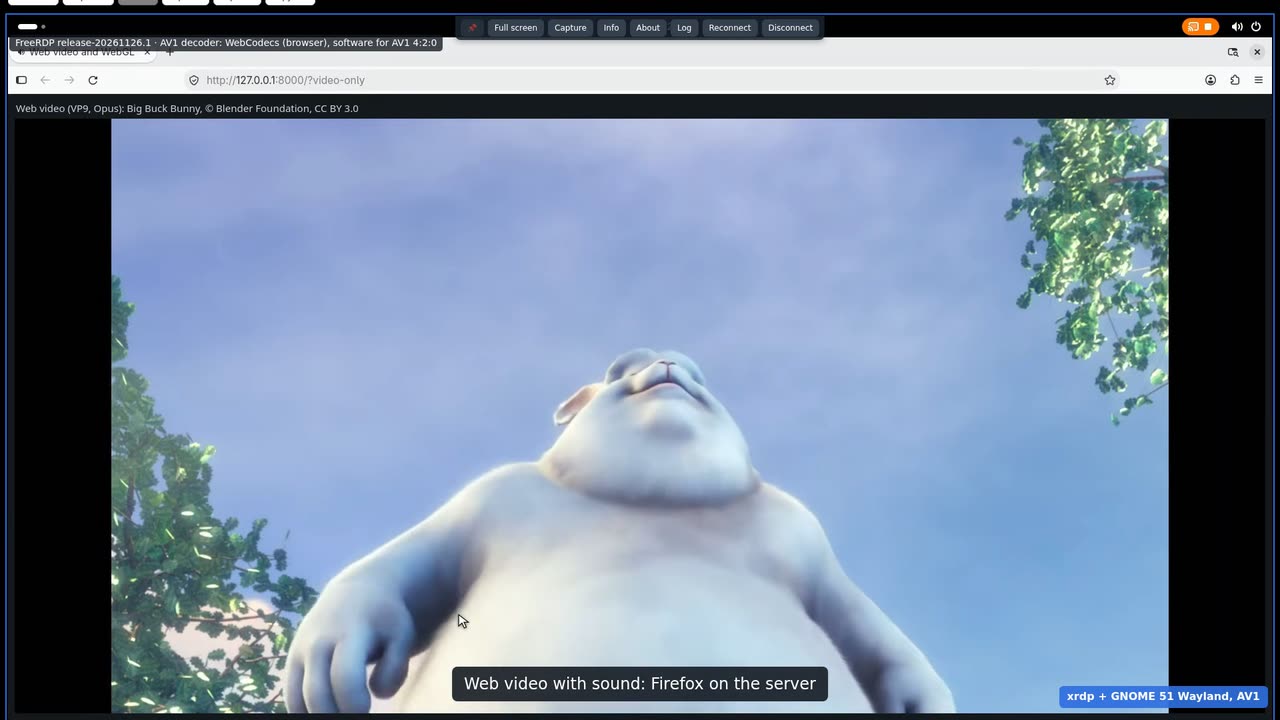 Full screen
Capture
Info
About
Log
Reconnect
Disconnect
FreeRDP release-20261126.1 · AV1 decoder: WebCodecs (browser), software for AV1 4:2:0
Web video and WebGL
http://127.0.0.1:8000/?video-only
Web video (VP9, Opus): Big Buck Bunny, © Blender Foundation, CC BY 3.0
Web video with sound: Firefox on the server
xrdp + GNOME 51 Wayland, AV1